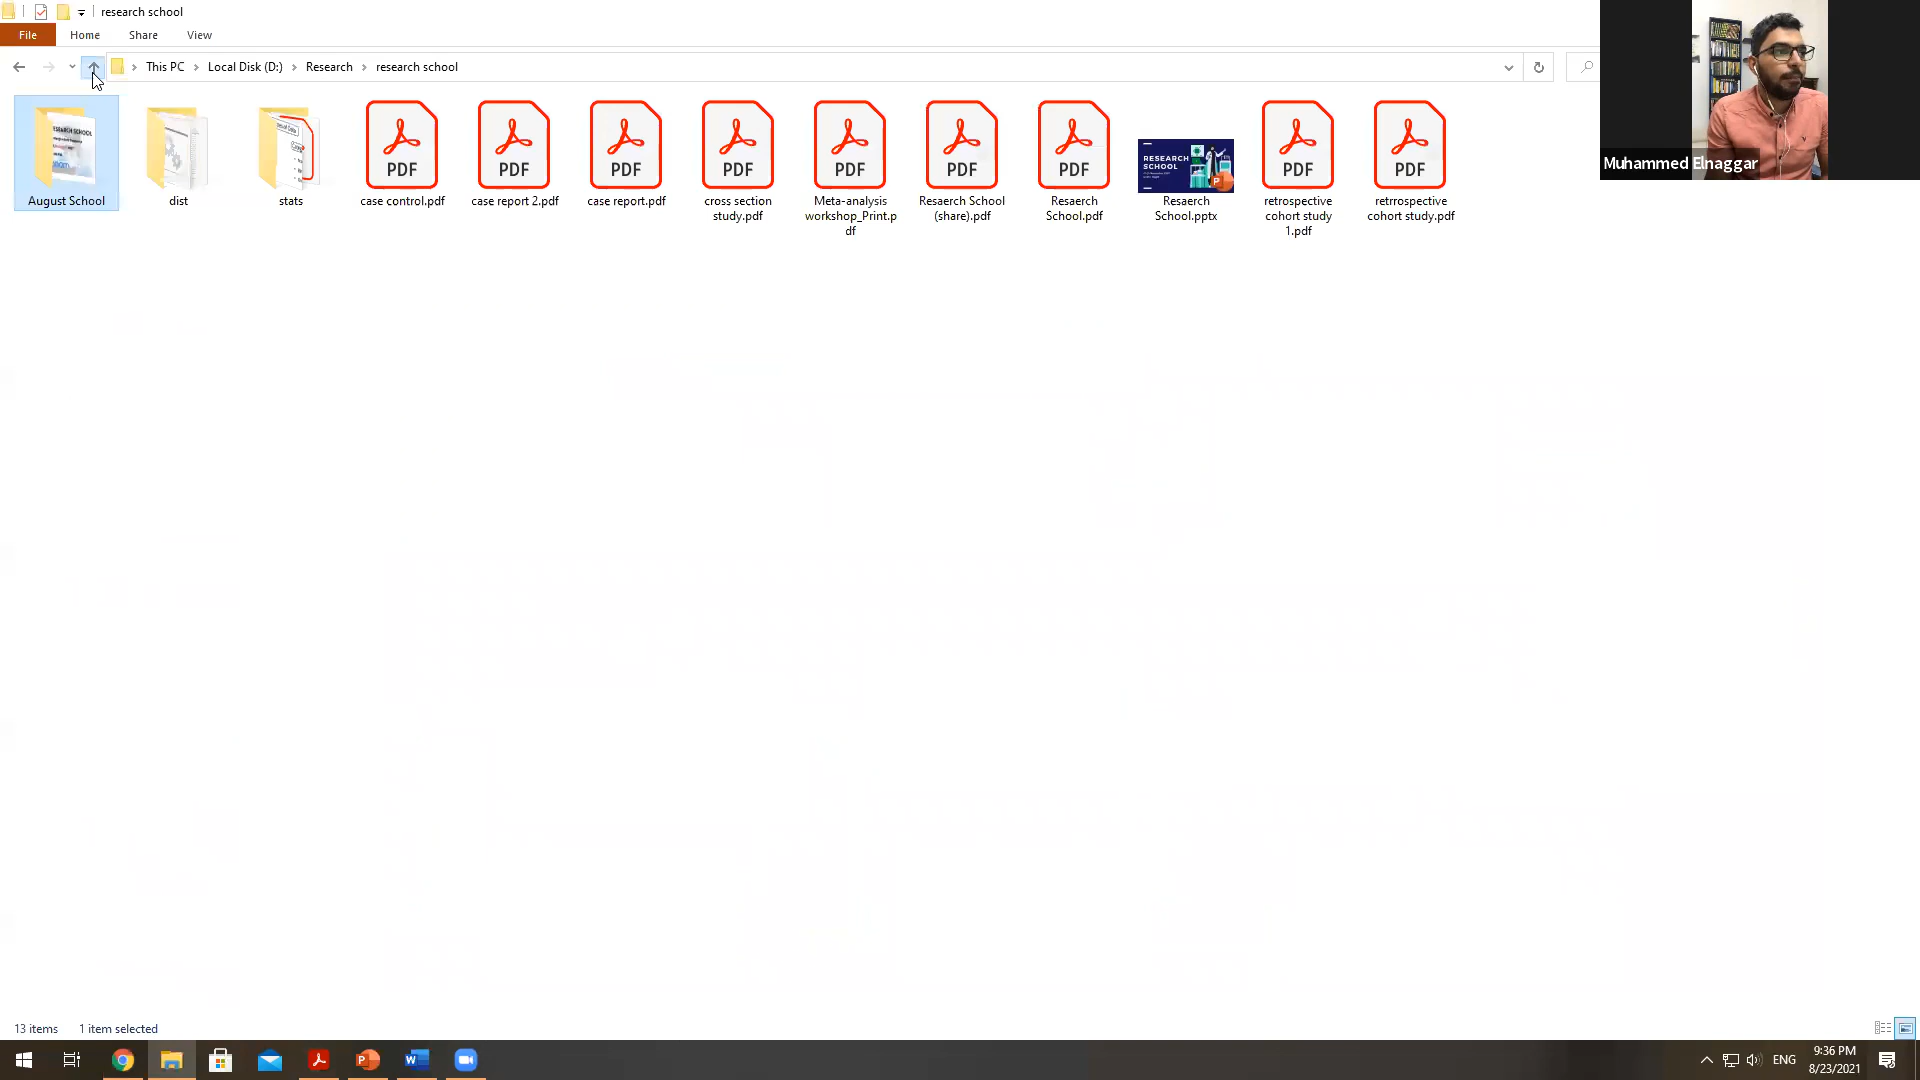 research school
File Home Share View
This PC Local Disk (D:) Research research school
RESEARCH SCHOOL
PDF PDF PDF PDF PDF PDF PDF RESEARCH SCHOOL PDF PDF
August School
dist
stats
case control.pdf
case report 2.pdf
case report.pdf
cross section
study.pdf
Meta-analysis
workshop_Print.p
df
Resaerch School
(share).pdf
Resaerch
School.pdf
Resaerch
School.pptx
retrospective
cohort study
1.pdf
retrrospective
cohort study.pdf
Muhammed Elnaggar
13 items 1 item selected
ENG
9:36 PM
8/23/2021